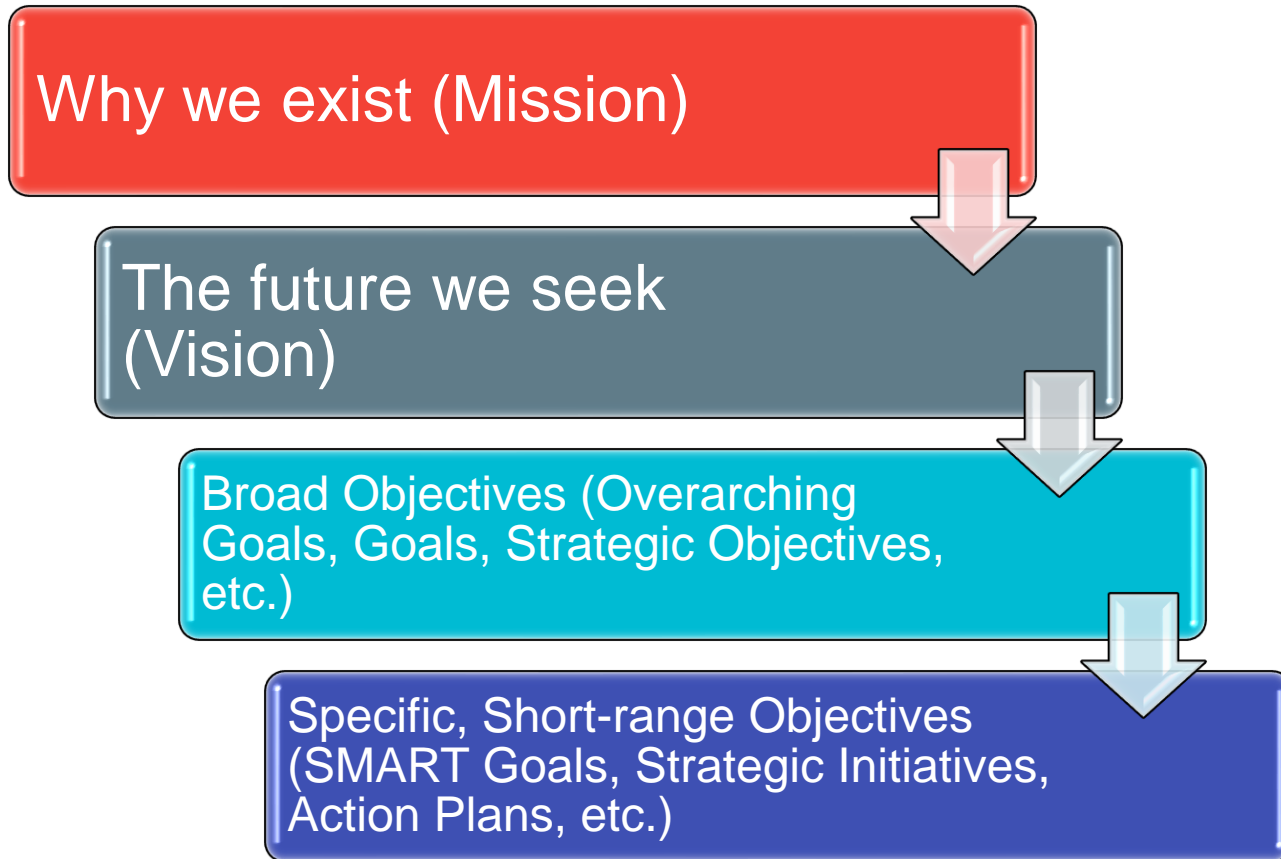 Why we exist (Mission)
The future we seek
(Vision)
Broad Objectives (Overarching
Goals, Goals, Strategic Objectives,
etc.)
Specific, Short-range Objectives
(SMART Goals, Strategic Initiatives,
Action Plans, etc.)